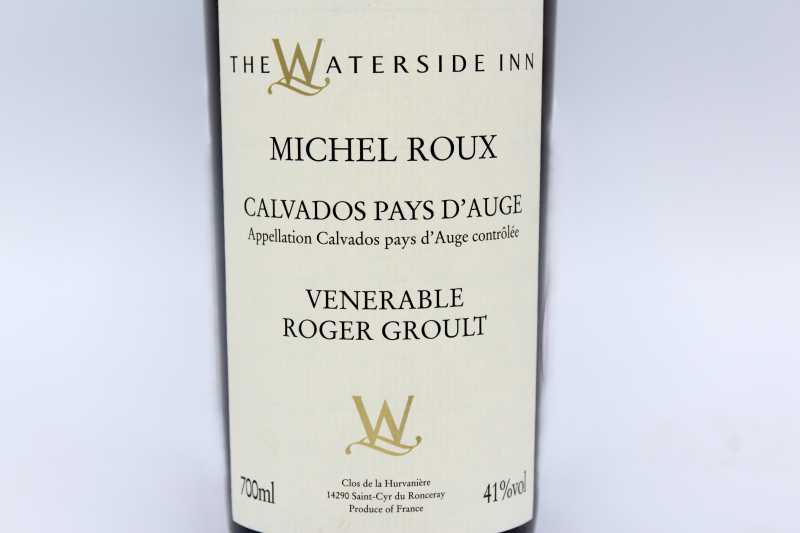 THE WATERSIDE INN
MICHEL ROUX
CALVADOS PAYS D'AUGE
Appellation Calvados pays d'Auge contrôlée
VENERABLE
ROGER GROULT
W
700ml
Clos de la Hurvanière
14290 Saint-Cyr du Ronceray
Produce of France
41%vol